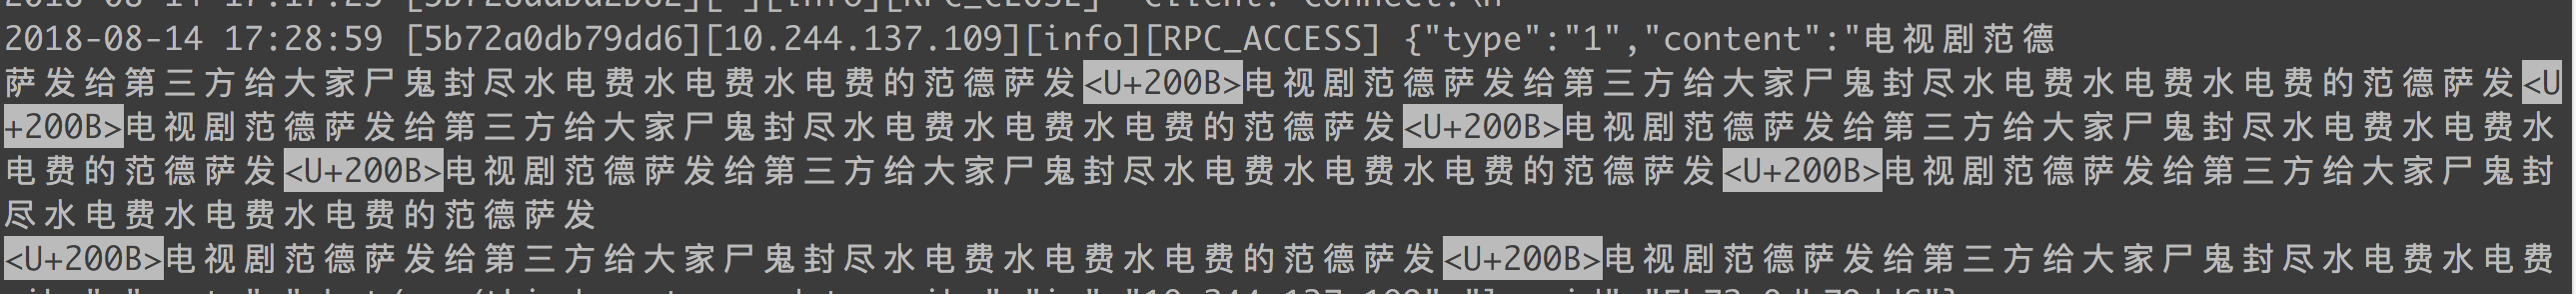 2018-08-14 17:17:25 [5b728adbd2b82][ ][info][RPC_CLOSE] "Client: Connect:\n
2018-08-14 17:28:59 [5b72a0db79dd6][10.244.137.109][info][RPC_ACCESS] {"type":"1","content":"电视剧范德
萨发给第三方给大家尸鬼封尽水电费水电费水电费的范德萨发<U+200B>电视剧范德萨发给第三方给大家尸鬼封尽水电费水电费水电费的范德萨发<U
+200B>电视剧范德萨发给第三方给大家尸鬼封尽水电费水电费水电费的范德萨发<U+200B>电视剧范德萨发给第三方给大家尸鬼封尽水电费水电费水
电费的范德萨发<U+200B>电视剧范德萨发给第三方给大家尸鬼封尽水电费水电费水电费的范德萨发<U+200B>电视剧范德萨发给第三方给大家尸鬼封
尽水电费水电费水电费的范德萨发
<U+200B>电视剧范德萨发给第三方给大家尸鬼封尽水电费水电费水电费的范德萨发<U+200B>电视剧范德萨发给第三方给大家尸鬼封尽水电费水电费